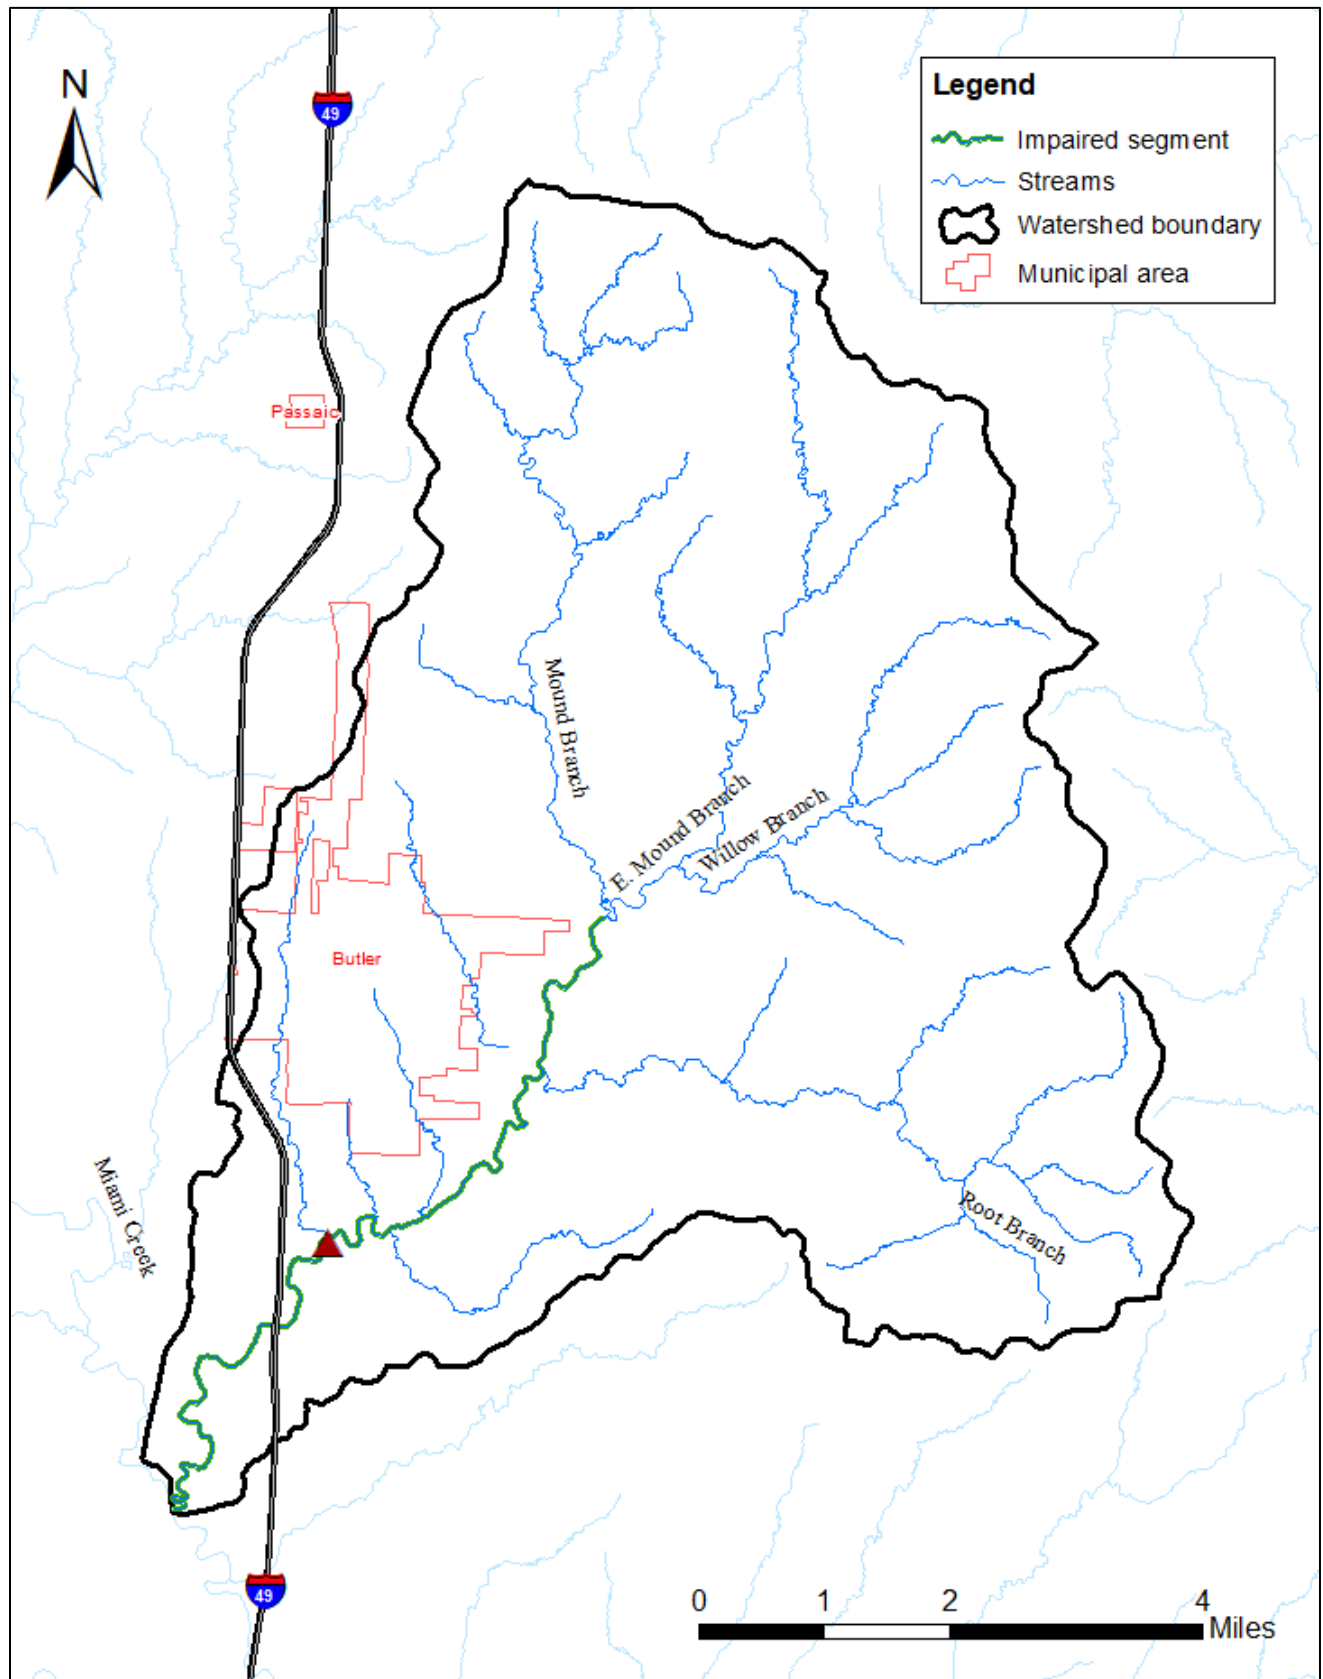 N
49
Legend
Impaired segment
Streams
Watershed boundary
Municipal area
Passaic
Mound Branch
E. Mound Branch
Willow Branch
Butler
Miami Creek
Root Branch
49
0 1 2 4
Miles